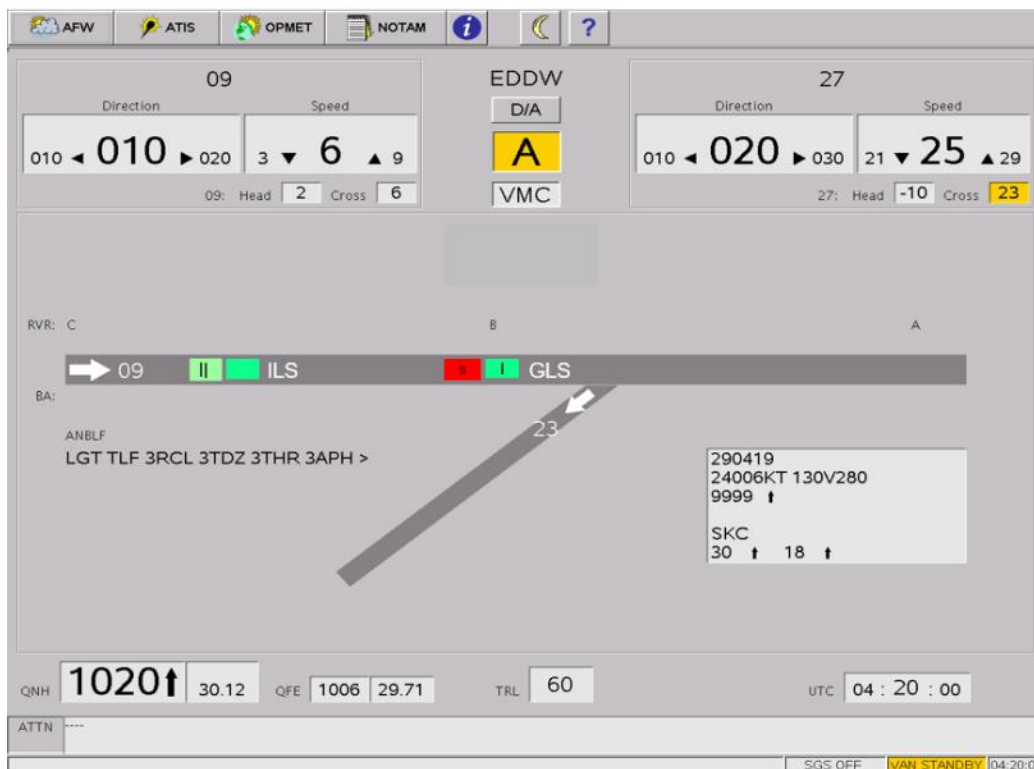 AFW ATIS OPMET NOTAM i ?
09 EDDW 27
Direction Speed D/A Direction Speed
010 ◄ 010 ► 020 3 ▼ 6 ▲ 9 A 010 ◄ 020 ► 030 21 ▼ 25 ▲ 29
09: Head 2 Cross 6 VMC 27: Head -10 Cross 23
RVR: C B A
09 II ILS II I GLS
BA:
23
ANBLF
LGT TLF 3RCL 3TDZ 3THR 3APH >
290419
24006KT 130V280
9999 ⬆
SKC
30 ⬆ 18 ⬆
QNH 1020⬆ 30.12 QFE 1006 29.71 TRL 60 UTC 04 : 20 : 00
ATTN ----
SGS OFF VAN STANDBY